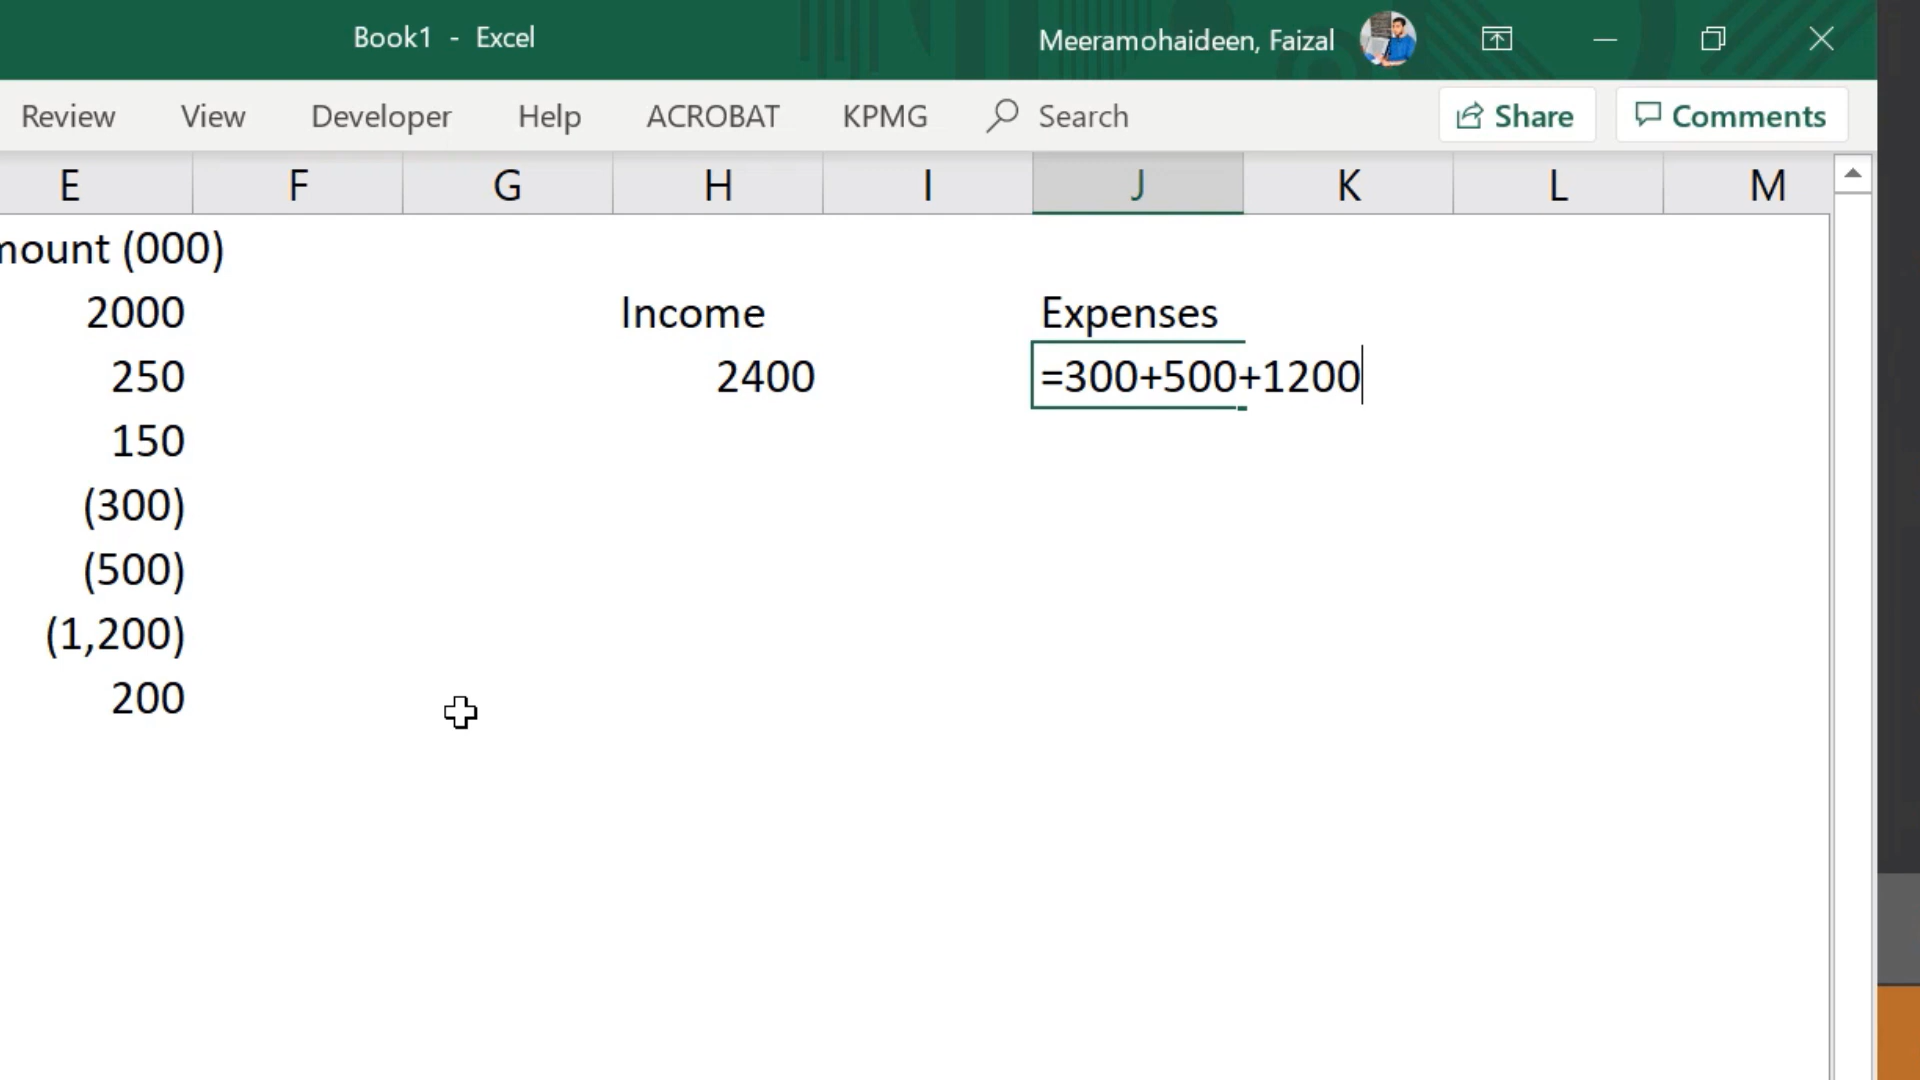 Book1 - Excel
Meeramohaideen, Faizal
Review View Developer Help ACROBAT KPMG Search Share Comments
E F G H I J K L M
mount (000)
2000 Income Expenses
250 2400 =300+500+1200
150
(300)
(500)
(1,200)
200